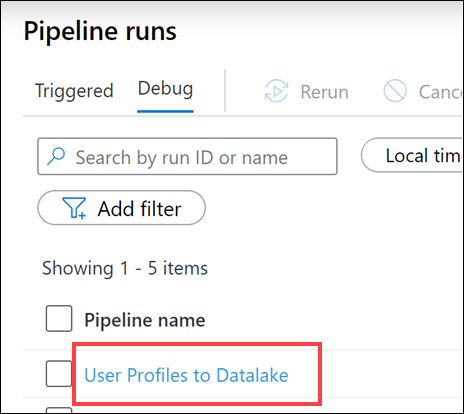 Pipeline runs
Triggered Debug Rerun Cance
Search by run ID or name Local tim
Add filter
Showing 1 - 5 items
Pipeline name
User Profiles to Datalake